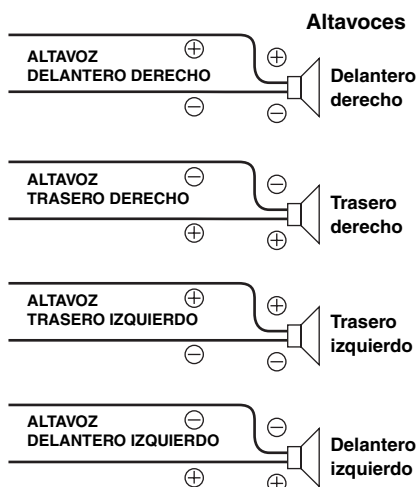 Altavoces
⊕ ⊕
ALTAVOZ
DELANTERO DERECHO
Delantero
derecho
⊖ ⊖
⊖ ⊖
ALTAVOZ
TRASERO DERECHO
Trasero
derecho
⊕ ⊕
⊕ ⊕
ALTAVOZ
TRASERO IZQUIERDO
Trasero
izquierdo
⊖ ⊖
⊖ ⊖
ALTAVOZ
DELANTERO IZQUIERDO
Delantero
izquierdo
⊕ ⊕